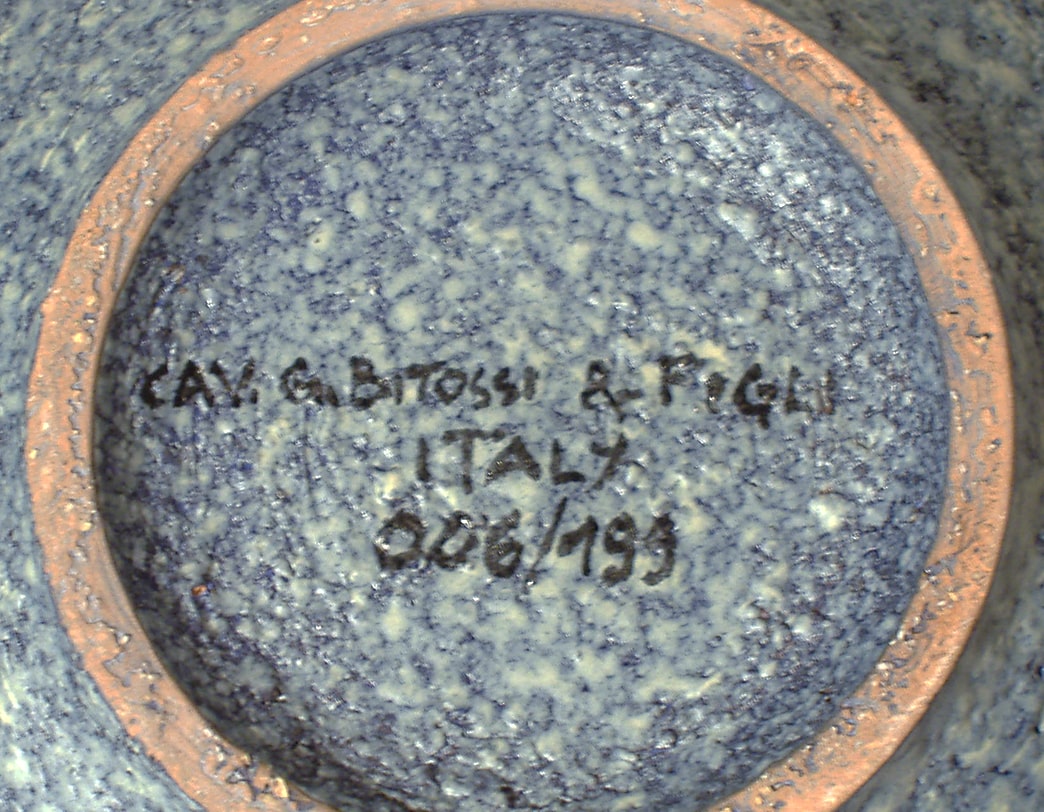 CAV. G. BITOSSI & FIGLI
ITALY
006/199